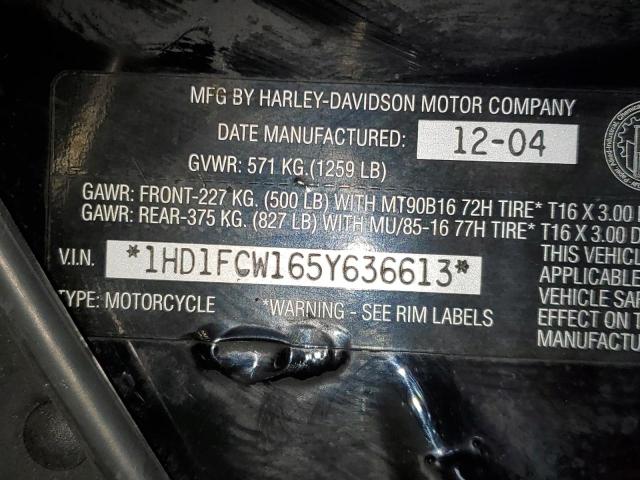 MFG BY HARLEY-DAVIDSON MOTOR COMPANY
DATE MANUFACTURED: 12-04
GVWR: 571 KG.(1259 LB)
GAWR: FRONT-227 KG. (500 LB) WITH MT90B16 72H TIRE* T16 X 3.00
GAWR: REAR-375 KG. (827 LB) WITH MU/85-16 77H TIRE* T16 X 3.00 D
V.I.N. *1HD1FCW165Y636613* THIS VEHICLE
APPLICABLE
TYPE: MOTORCYCLE *WARNING - SEE RIM LABELS VEHICLE SA
EFFECT ON T